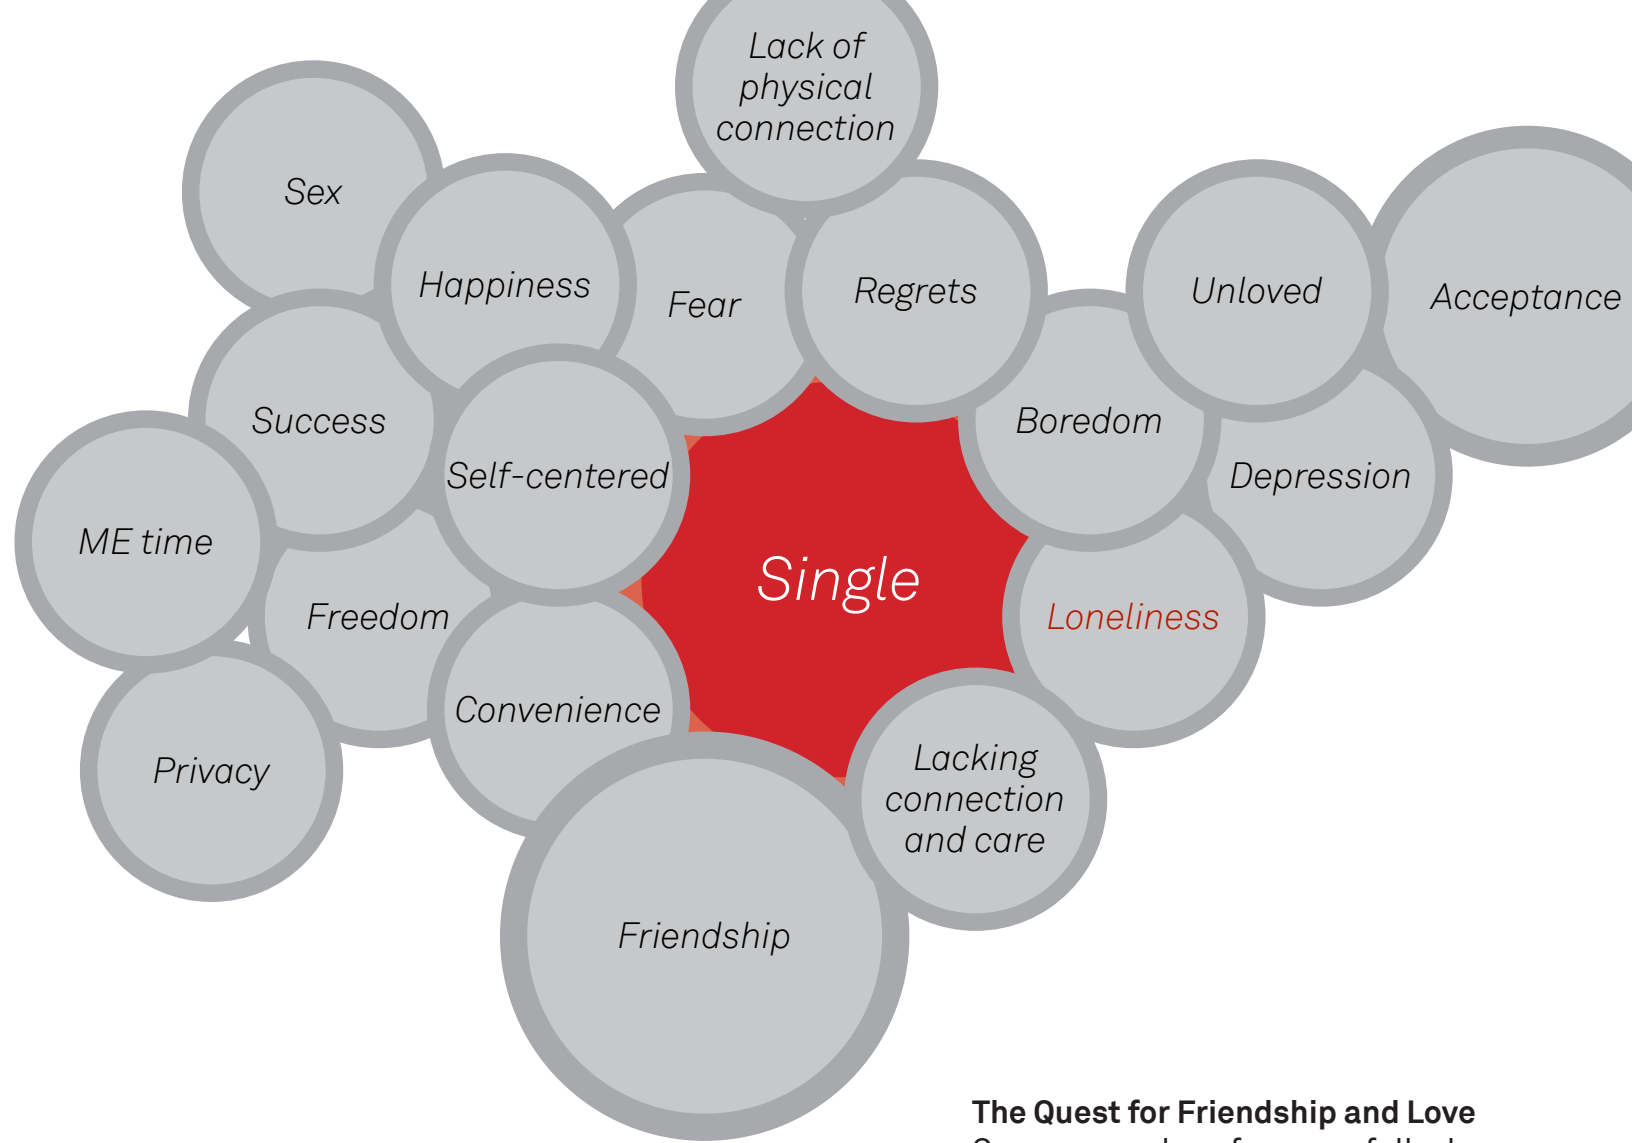 Lack of
physical
connection
Sex
Happiness
Fear
Regrets
Unloved
Acceptance
Success
Self-centered
Boredom
Depression
ME time
Single
Freedom
Loneliness
Convenience
Privacy
Lacking
connection
and care
Friendship
The Quest for Friendship and Love